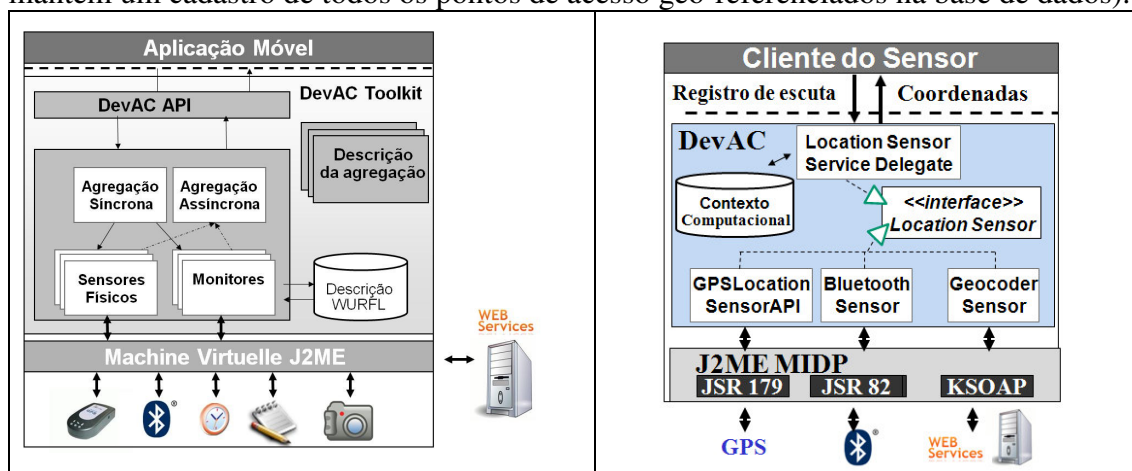 mantém um cadastro de todos os pontos de acesso geo-referenciados na base de dados).
Aplicação Móvel
DevAC API
DevAC Toolkit
Descrição
da agregação
Agregação
Síncrona
Agregação
Assíncrona
Sensores
Físicos
Monitores
Descrição
WURFL
Machine Virtuelle J2ME
WEB
Services
Cliente do Sensor
Registro de escuta
Coordenadas
DevAC
Location Sensor
Service Delegate
Contexto
Computacional
<<interface>>
Location Sensor
GPSLocation
SensorAPI
Bluetooth
Sensor
Geocoder
Sensor
J2ME MIDP
JSR 179
JSR 82
KSOAP
GPS
WEB
Services